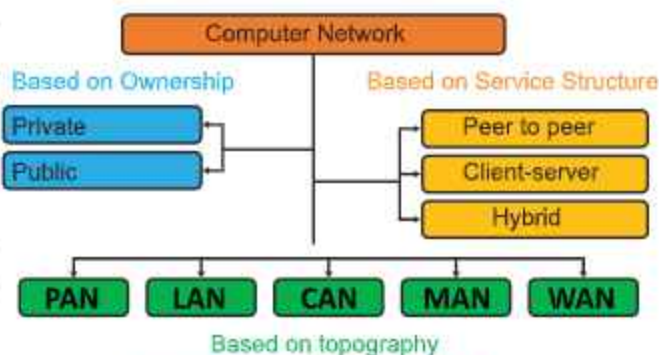 Computer Network
Based on Ownership
Based on Service Structure
Private
Public
Peer to peer
Client-server
Hybrid
PAN
LAN
CAN
MAN
WAN
Based on topography